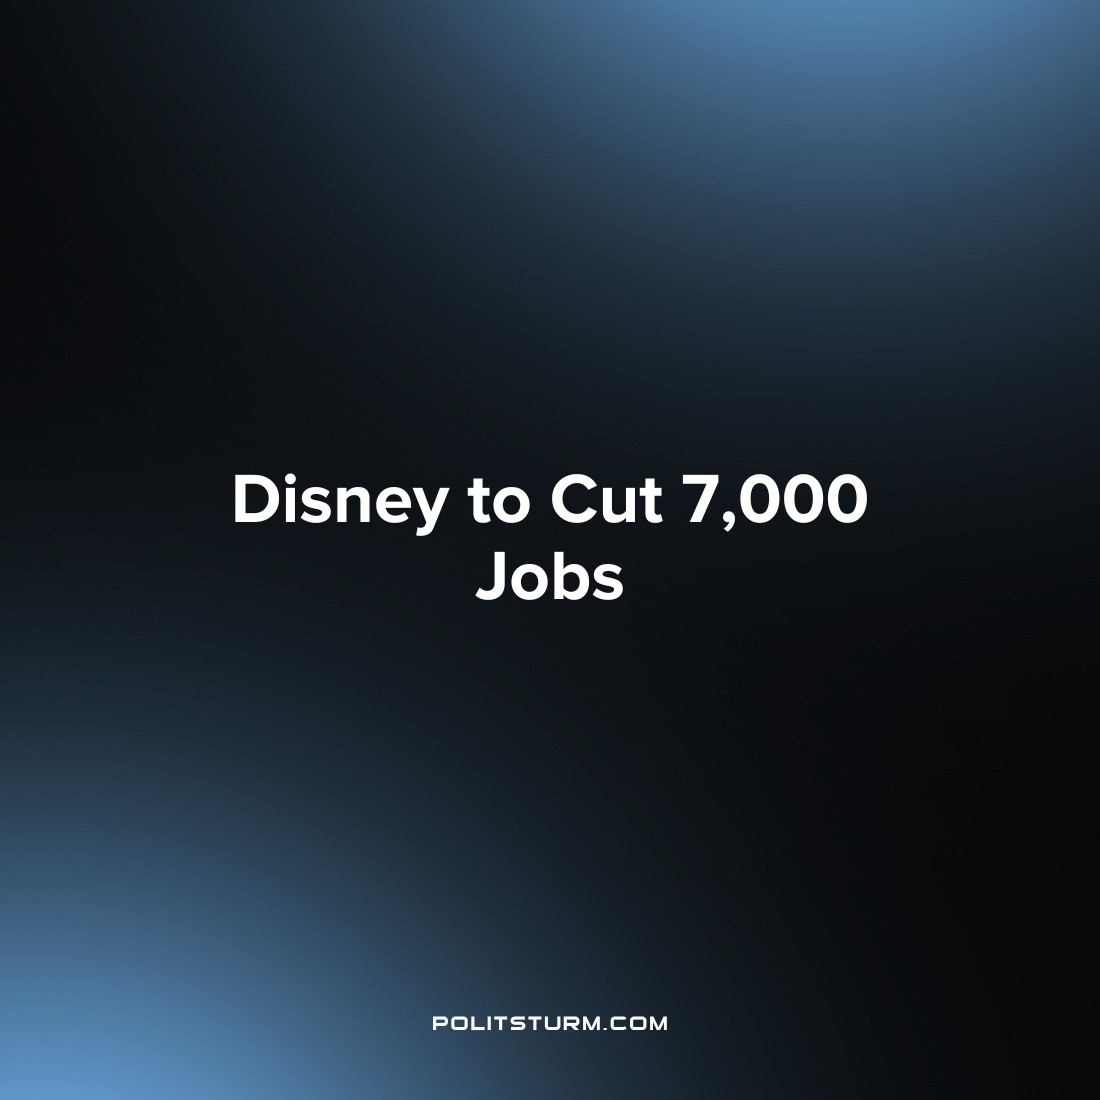 Disney to Cut 7,000
Jobs
POLITSTURM.COM